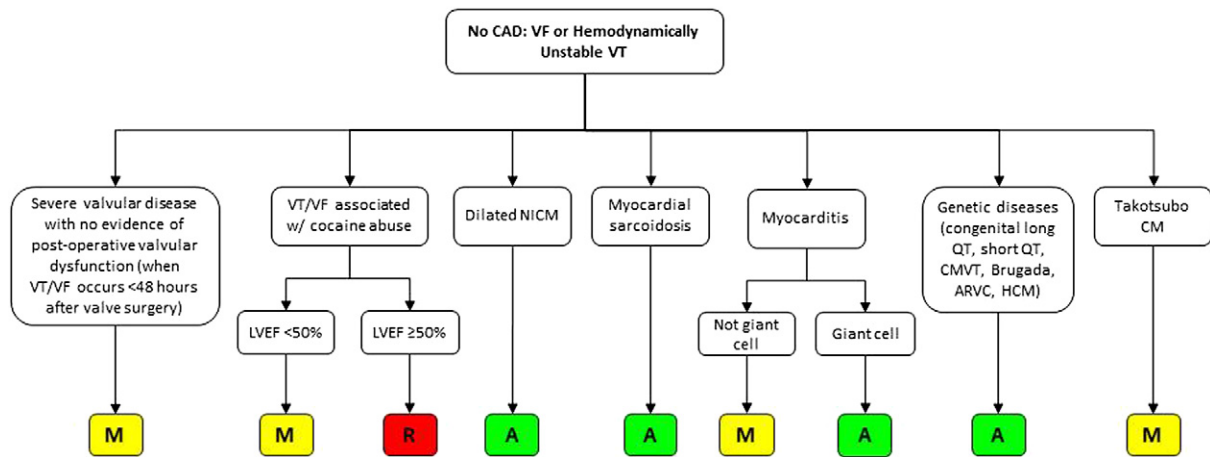 No CAD: VF or Hemodynamically
Unstable VT
Severe valvular disease
with no evidence of
post-operative valvular
dysfunction (when
VT/VF occurs <48 hours
after valve surgery)
VT/VF associated
w/ cocaine abuse
Dilated NICM
Myocardial
sarcoidosis
Myocarditis
Genetic diseases
(congenital long
QT, short QT,
CMVT, Brugada,
ARVC, HCM)
Takotsubo
CM
LVEF <50%
LVEF ≥50%
Not giant
cell
Giant cell
M
M
R
A
A
M
A
A
M